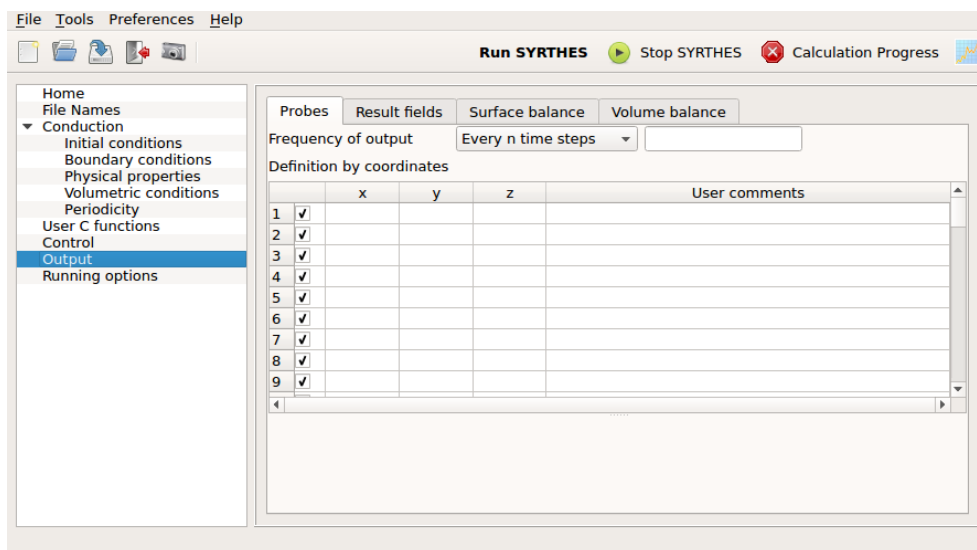 File Tools Preferences Help
Run SYRTHES Stop SYRTHES Calculation Progress
Home
File Names
Conduction
Initial conditions
Boundary conditions
Physical properties
Volumetric conditions
Periodicity
User C functions
Control
Output
Running options
Probes Result fields Surface balance Volume balance
Frequency of output Every n time steps
Definition by coordinates
x y z User comments
1
2
3
4
5
6
7
8
9